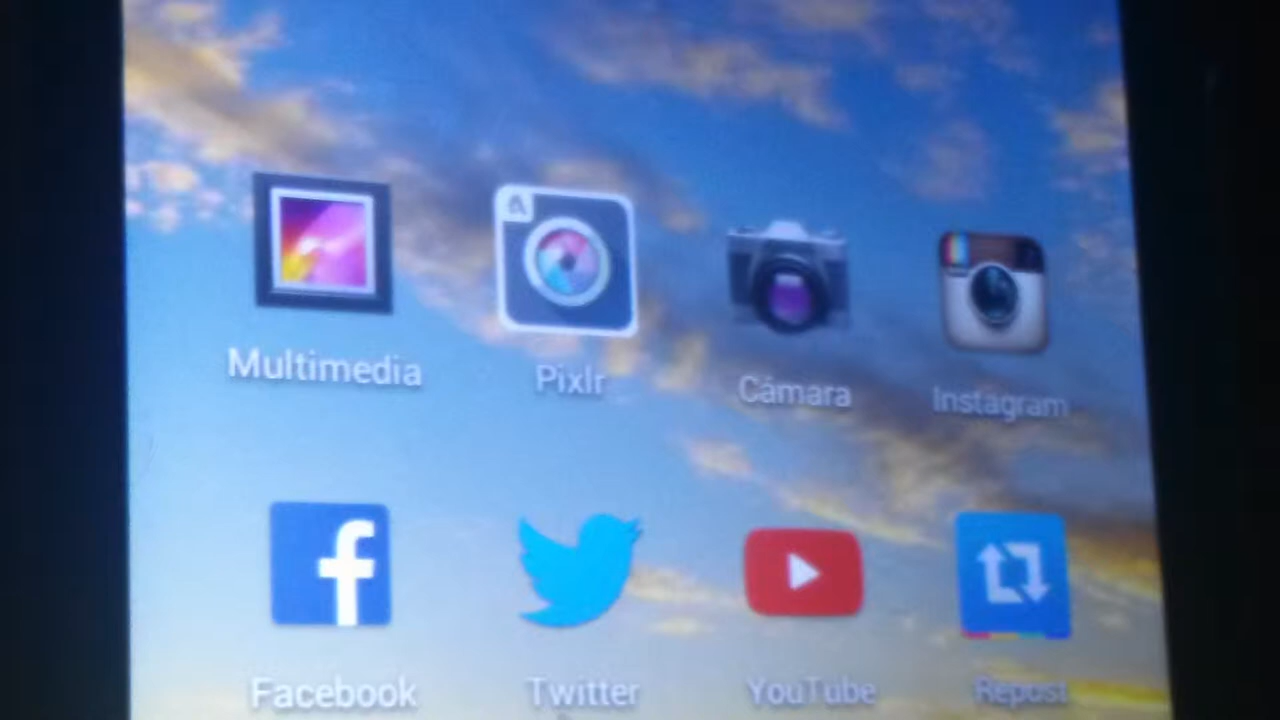 A
Multimedia
Pixlr
Cámara
Instagram
f
Facebook
Twitter
YouTube
Repost